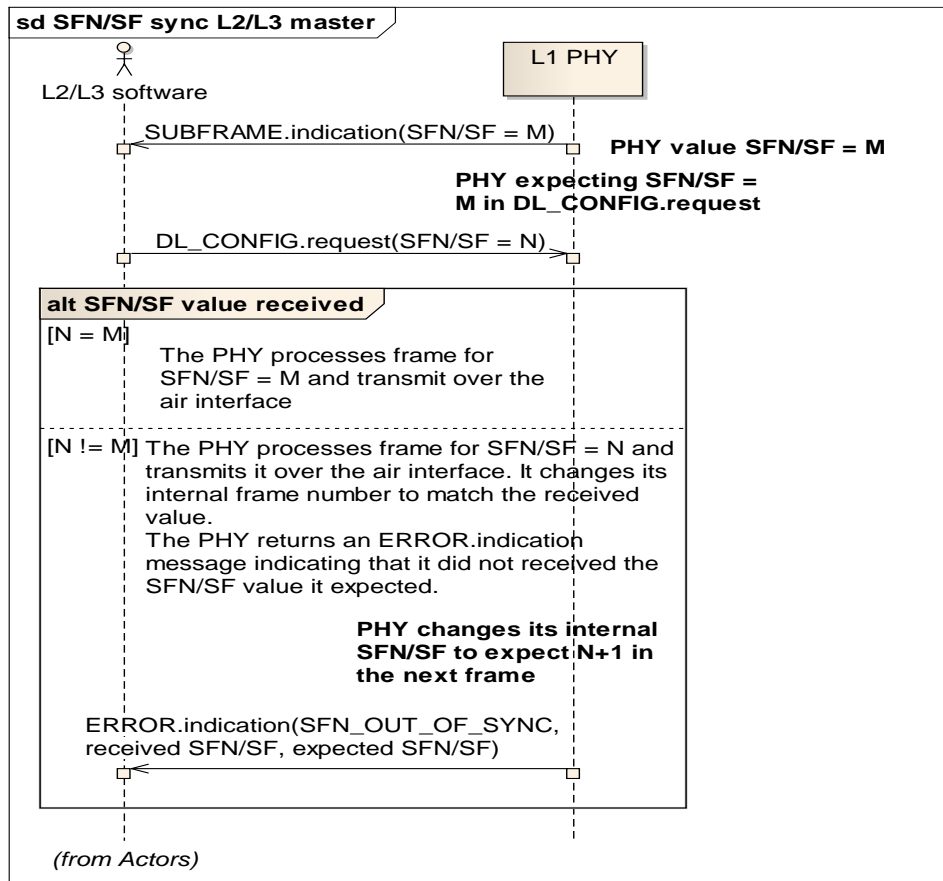 sd SFN/SF sync L2/L3 master
L2/L3 software
L1 PHY
SUBFRAME.indication(SFN/SF = M)
PHY value SFN/SF = M
PHY expecting SFN/SF =
M in DL_CONFIG.request
DL_CONFIG.request(SFN/SF = N)
alt SFN/SF value received
[N = M]
The PHY processes frame for
SFN/SF = M and transmit over the
air interface
[N != M]
The PHY processes frame for SFN/SF = N and
transmits it over the air interface. It changes its
internal frame number to match the received
value.
The PHY returns an ERROR.indication
message indicating that it did not received the
SFN/SF value it expected.
PHY changes its internal
SFN/SF to expect N+1 in
the next frame
ERROR.indication(SFN_OUT_OF_SYNC,
received SFN/SF, expected SFN/SF)
(from Actors)